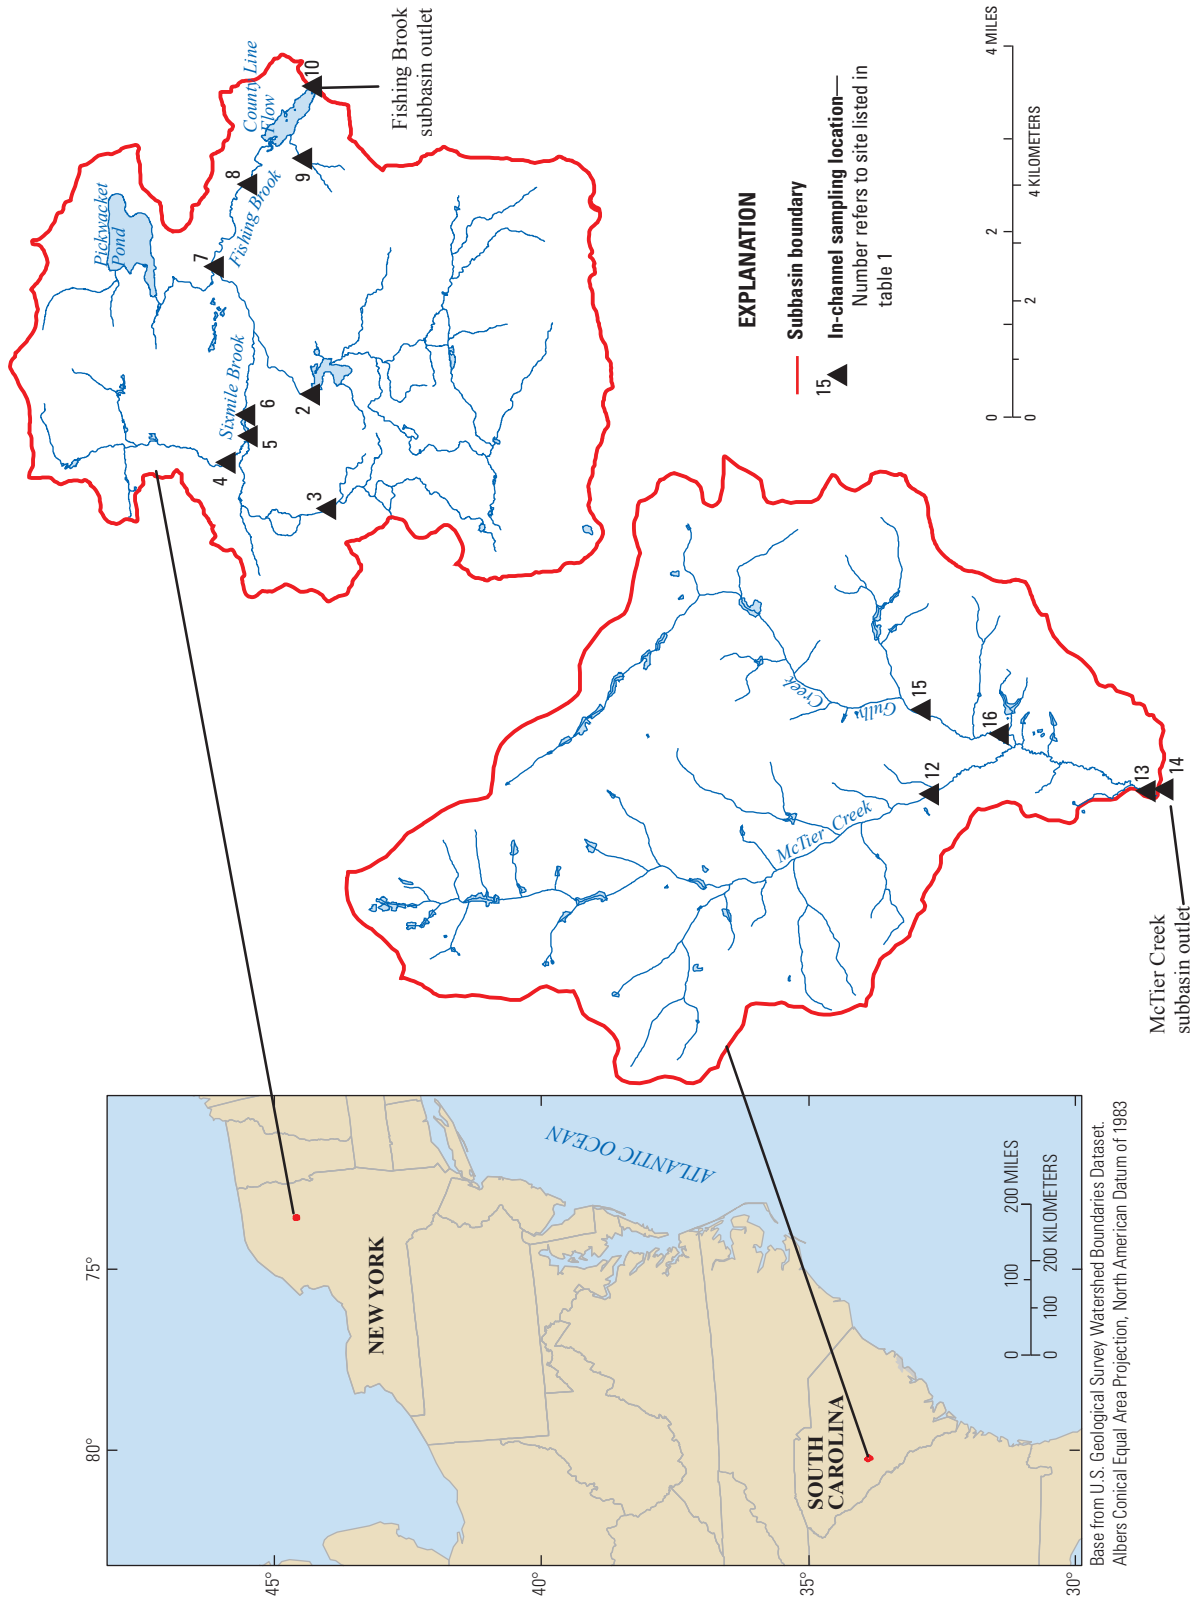 45°
40°
35°
30°
80°
75°
NEW YORK
SOUTH
CAROLINA
ATLANTIC OCEAN
0 100 200 MILES
0 100 200 KILOMETERS
Base from U.S. Geological Survey Watershed Boundaries Dataset.
Albers Conical Equal Area Projection, North American Datum of 1983
Pickwacket
Pond
County Line
Flow
Fishing Brook
Sixmile Brook
2
3
4
5
6
7
8
9
10
Fishing Brook
subbasin outlet
McTier Creek
Gully
Creek
12
13
14
15
16
McTier Creek
subbasin outlet
EXPLANATION
Subbasin boundary
15
In-channel sampling location—
Number refers to site listed in
table 1
0 2 4 MILES
0 2 4 KILOMETERS